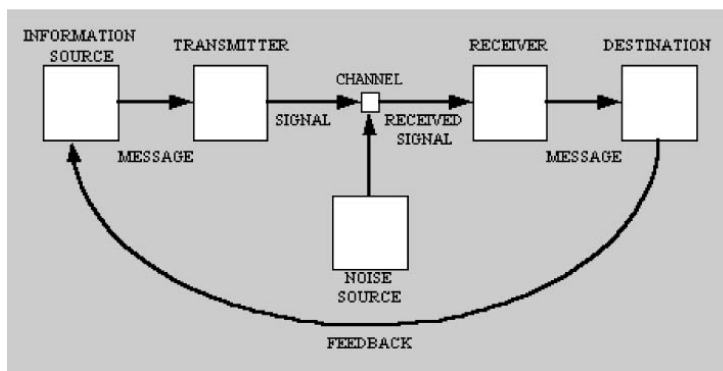 INFORMATION
SOURCE
TRANSMITTER
CHANNEL
RECEIVER
DESTINATION
MESSAGE
SIGNAL
RECEIVED
SIGNAL
MESSAGE
NOISE
SOURCE
FEEDBACK